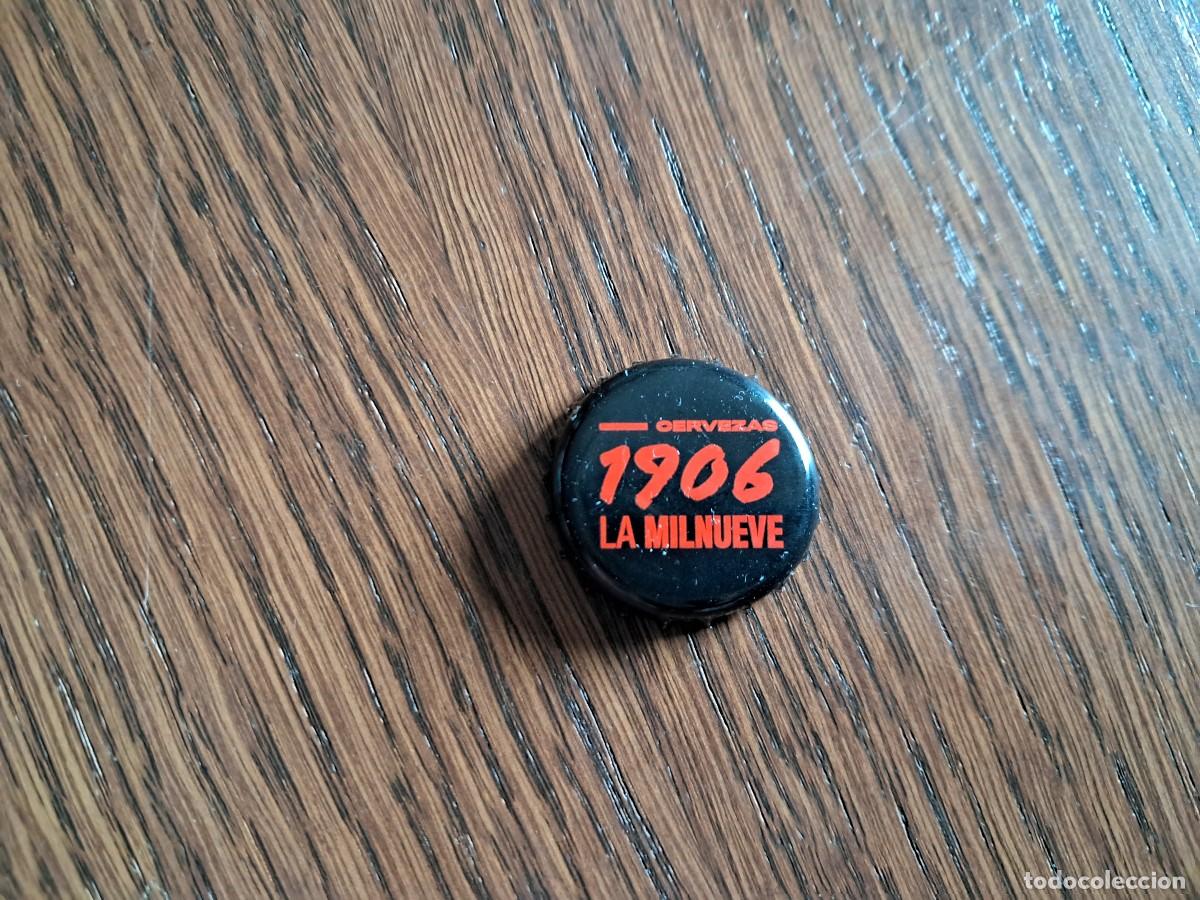 CERVEZAS
1906
LA MILNUEVE
todocoleccion